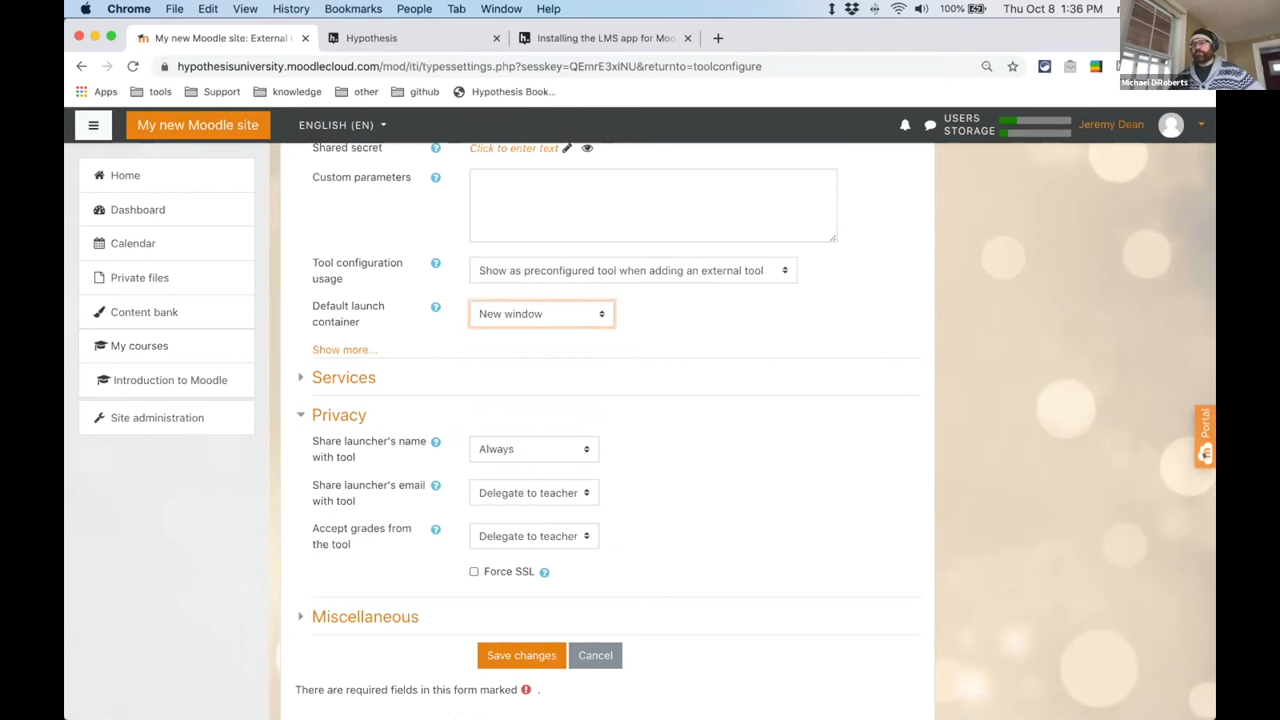 Chrome File Edit View History Bookmarks People Tab Window Help 100% Thu Oct 8 1:36 PM
My new Moodle site: External Hypothesis Installing the LMS app for Moo
hypothesisuniversity.moodlecloud.com/mod/lti/typessettings.php?sesskey=QEmrE3xINU&returnto=toolconfigure
Michael DiRoberts
Apps tools Support knowledge other github Hypothesis Book...
My new Moodle site ENGLISH (EN) USERS
STORAGE Jeremy Dean
Home
Dashboard
Calendar
Private files
Content bank
My courses
Introduction to Moodle
Site administration
Shared secret Click to enter text
Custom parameters
Tool configuration
usage Show as preconfigured tool when adding an external tool
Default launch
container New window
Show more...
Services
Privacy
Share launcher's name
with tool Always
Share launcher's email
with tool Delegate to teacher
Accept grades from
the tool Delegate to teacher
Force SSL
Miscellaneous
Save changes Cancel
There are required fields in this form marked .
Portal